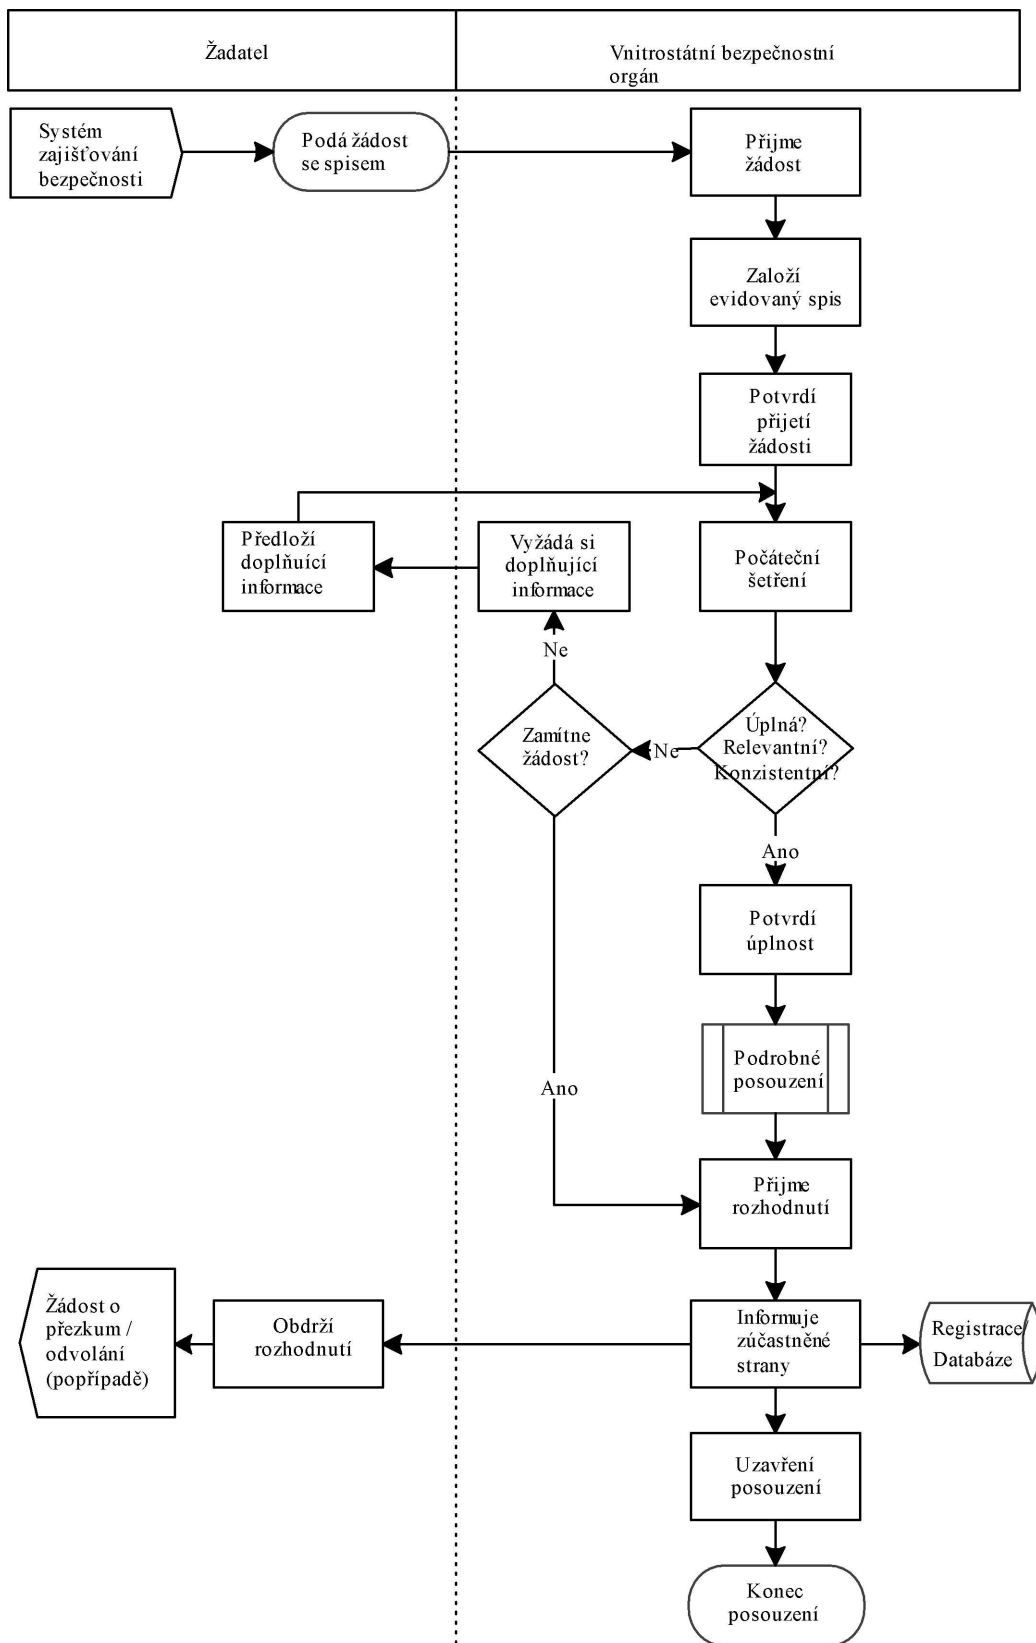 Žadatel
Vnitrostátní bezpečnostní
orgán
Systém
zajišťování
bezpečnosti
Podá žádost
se spisem
Přijme
žádost
Založí
evidovaný spis
Potvrdí
přijetí
žádosti
Předloží
doplňuící
informace
Vyžádá si
doplňující
informace
Počáteční
šetření
Ne
Zamítne
žádost?
Ne
Úplná?
Relevantní?
Konzistentní?
Ano
Potvrdí
úplnost
Podrobné
posouzení
Ano
Přijme
rozhodnutí
Žádost o
přezkum /
odvolání
(popřípadě)
Obdrží
rozhodnutí
Informuje
zúčastněné
strany
Registrace/
Databáze
Uzavření
posouzení
Konec
posouzení